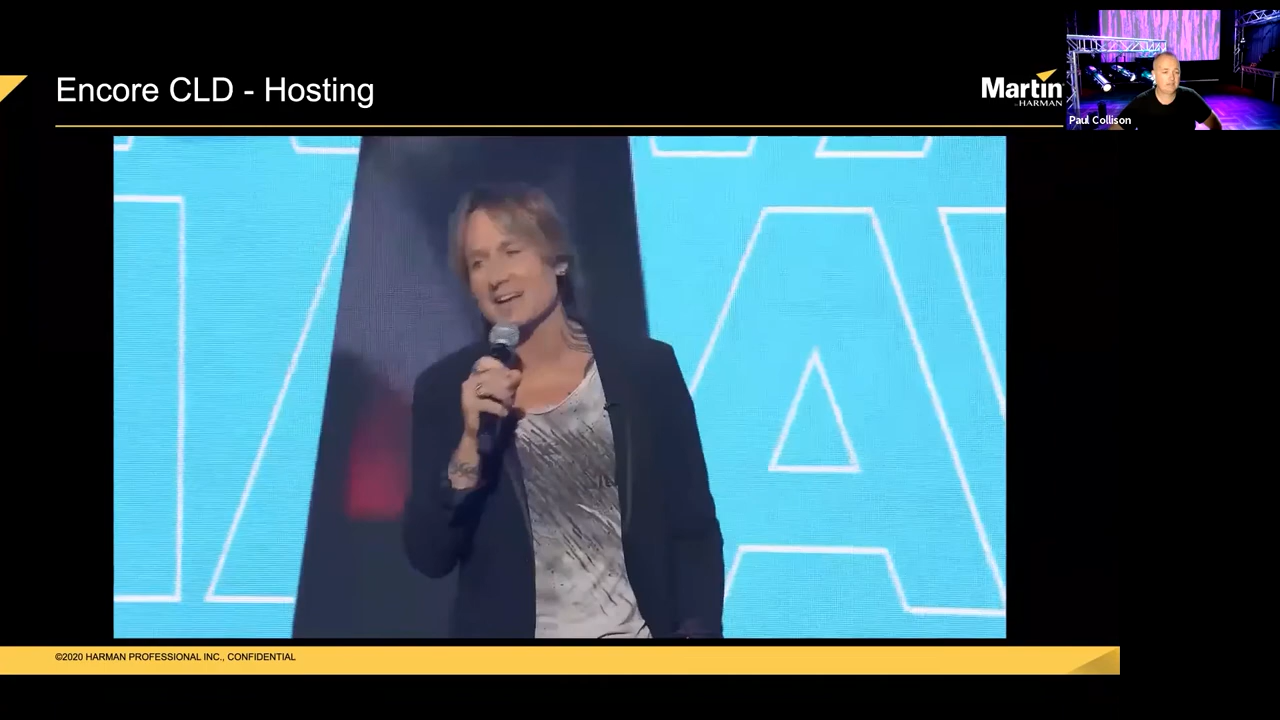 Encore CLD - Hosting
Martin
by HARMAN
Paul Collison
©2020 HARMAN PROFESSIONAL INC., CONFIDENTIAL